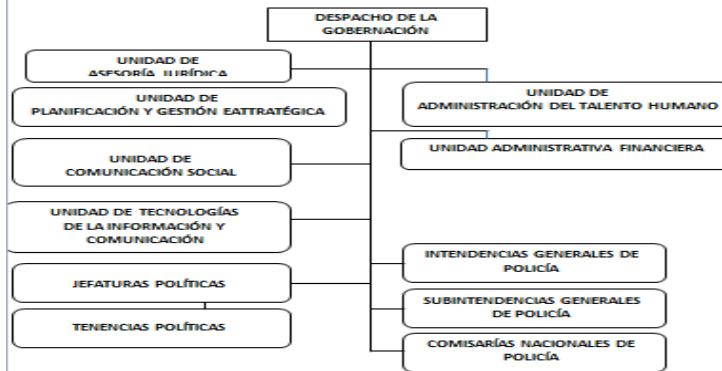 DESPACHO DE LA
GOBERNACIÓN
UNIDAD DE
ASESORÍA JURÍDICA
UNIDAD DE
PLANIFICACIÓN Y GESTIÓN EATTRATÉGICA
UNIDAD DE
ADMINISTRACIÓN DEL TALENTO HUMANO
UNIDAD ADMINISTRATIVA FINANCIERA
UNIDAD DE
COMUNICACIÓN SOCIAL
UNIDAD DE TECNOLOGÍAS
DE LA INFORMACIÓN Y
COMUNICACIÓN
INTENDENCIAS GENERALES DE
POLICÍA
JEFATURAS POLÍTICAS
SUBINTENDENCIAS GENERALES
DE POLICÍA
TENENCIAS POLÍTICAS
COMISARÍAS NACIONALES DE
POLICÍA